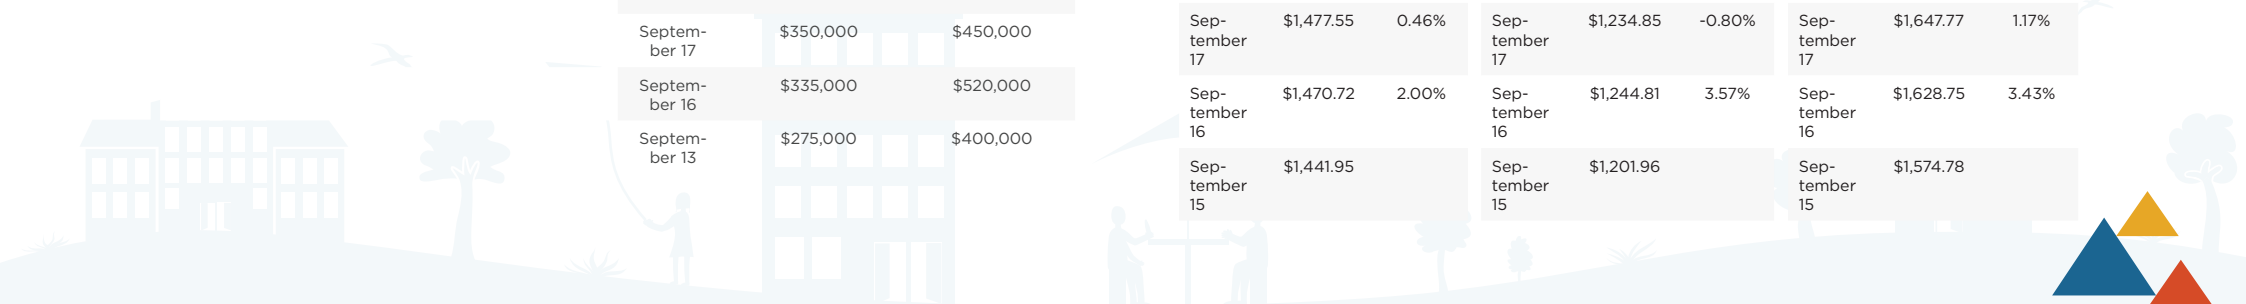 Septem-
ber 17
$350,000
$450,000
Septem-
ber 16
$335,000
$520,000
Septem-
ber 13
$275,000
$400,000
Sep-
tember
17
$1,477.55
0.46%
Sep-
tember
16
$1,470.72
2.00%
Sep-
tember
15
$1,441.95
Sep-
tember
17
$1,234.85
-0.80%
Sep-
tember
16
$1,244.81
3.57%
Sep-
tember
15
$1,201.96
Sep-
tember
17
$1,647.77
1.17%
Sep-
tember
16
$1,628.75
3.43%
Sep-
tember
15
$1,574.78